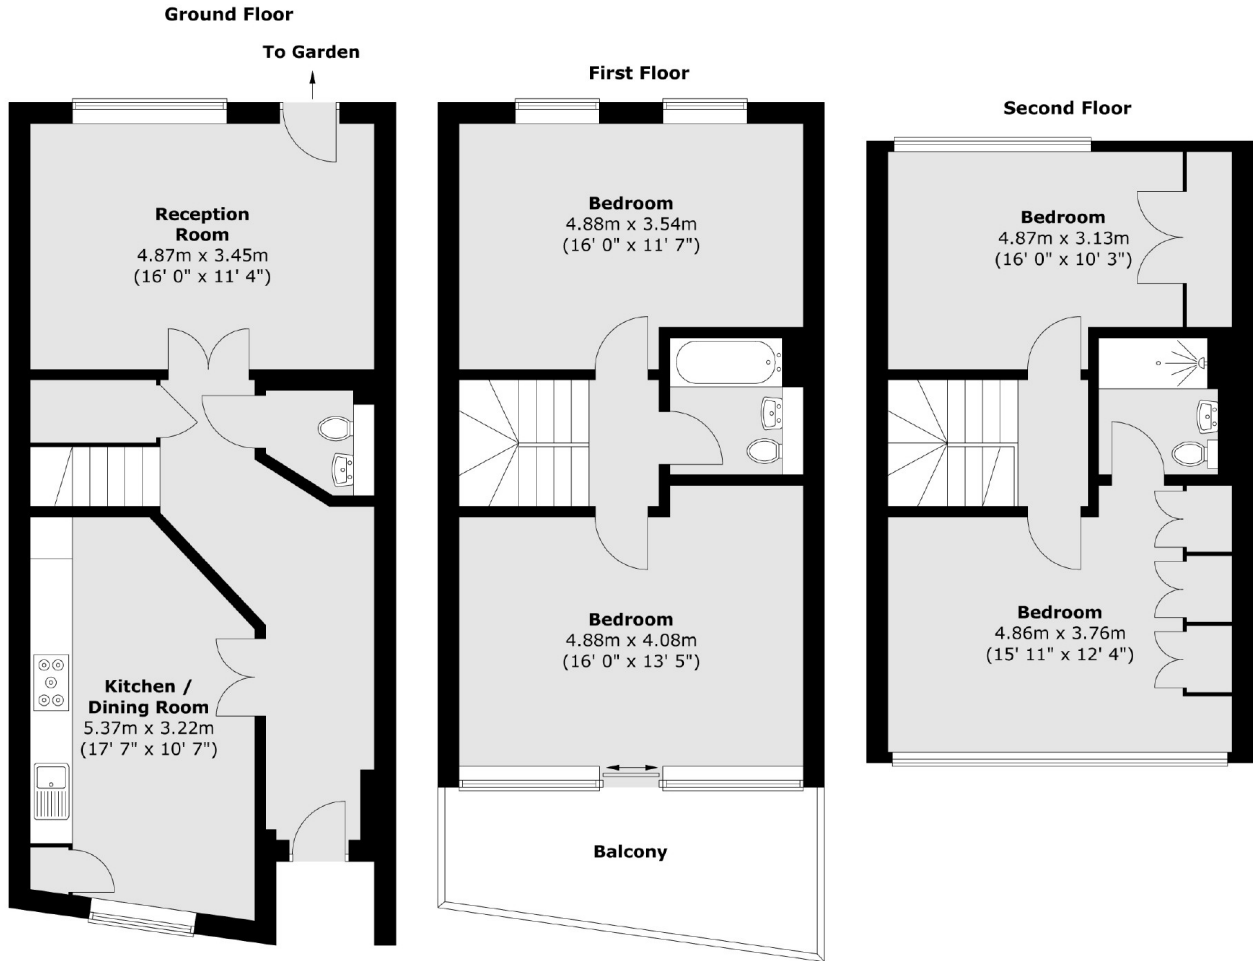 Ground Floor
To Garden
Reception
Room
4.87m x 3.45m
(16' 0" x 11' 4")
Kitchen /
Dining Room
5.37m x 3.22m
(17' 7" x 10' 7")
First Floor
Bedroom
4.88m x 3.54m
(16' 0" x 11' 7")
Bedroom
4.88m x 4.08m
(16' 0" x 13' 5")
Balcony
Second Floor
Bedroom
4.87m x 3.13m
(16' 0" x 10' 3")
Bedroom
4.86m x 3.76m
(15' 11" x 12' 4")